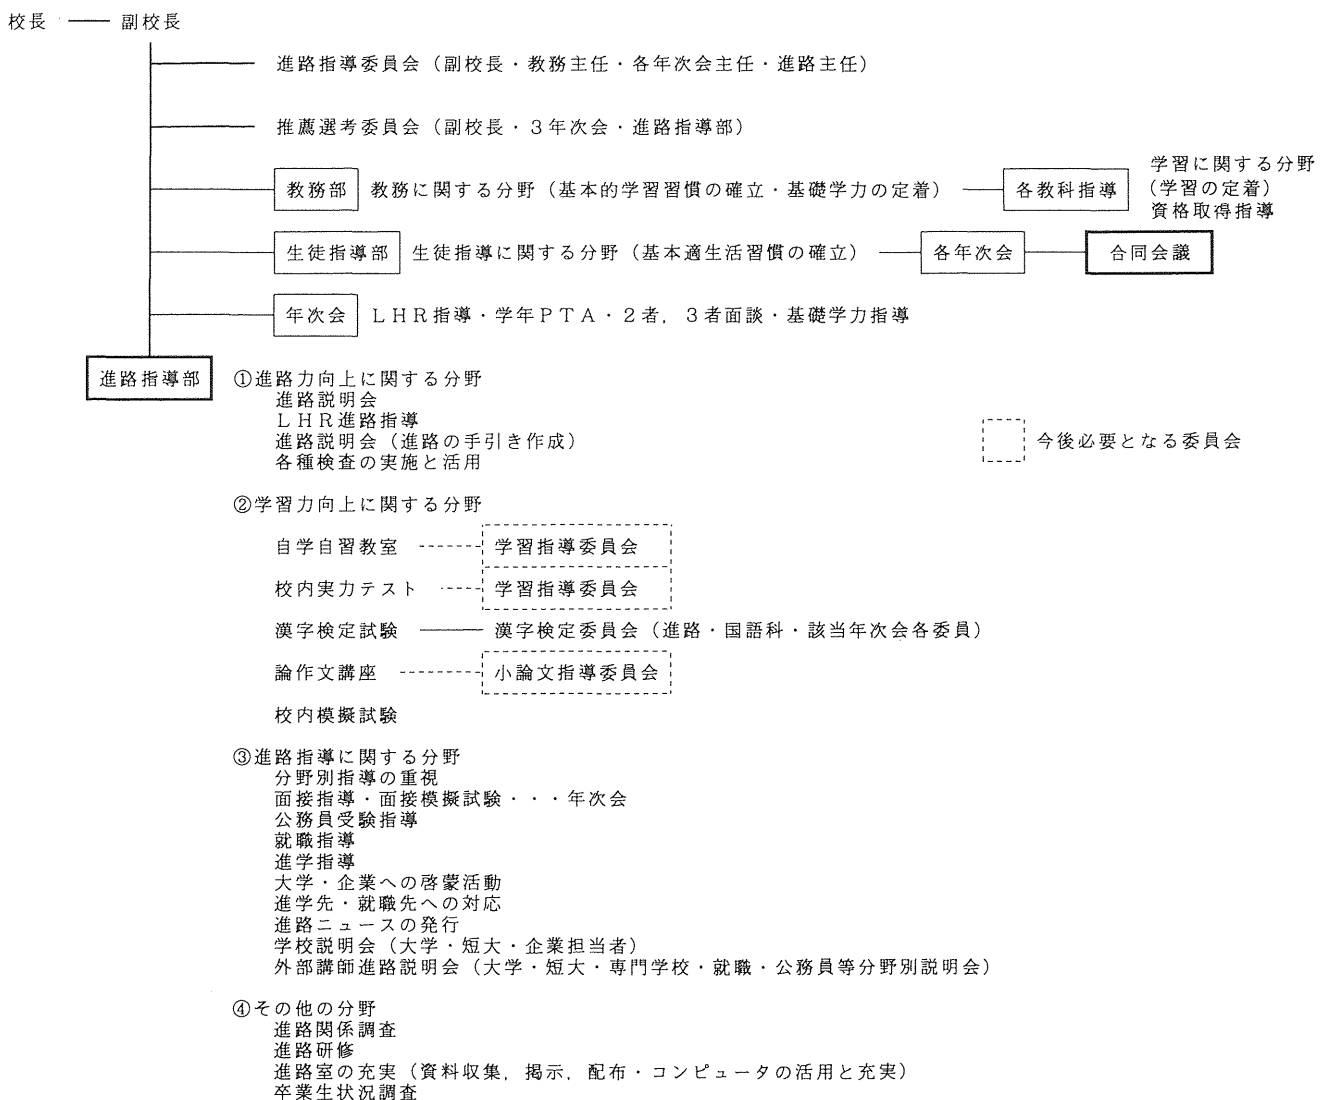 校長 ―― 副校長
進路指導委員会(副校長・教務主任・各年次会主任・進路主任)
推薦選考委員会(副校長・3年次会・進路指導部)
教務部 教務に関する分野(基本的学習習慣の確立・基礎学力の定着) ―― 各教科指導
学習に関する分野
(学習の定着)
資格取得指導
生徒指導部 生徒指導に関する分野(基本適生活習慣の確立) ―― 各年次会 ―― 合同会議
年次会 LHR指導・学年PTA・2者,3者面談・基礎学力指導
進路指導部
①進路力向上に関する分野
進路説明会
LHR進路指導
進路説明会(進路の手引き作成)
各種検査の実施と活用
今後必要となる委員会
②学習力向上に関する分野
自学自習教室 ------- 学習指導委員会
校内実力テスト ----- 学習指導委員会
漢字検定試験 ―― 漢字検定委員会(進路・国語科・該当年次会各委員)
論作文講座 -------- 小論文指導委員会
校内模擬試験
③進路指導に関する分野
分野別指導の重視
面接指導・面接模擬試験・・・年次会
公務員受験指導
就職指導
進学指導
大学・企業への啓蒙活動
進学先・就職先への対応
進路ニュースの発行
学校説明会(大学・短大・企業担当者)
外部講師進路説明会(大学・短大・専門学校・就職・公務員等分野別説明会)
④その他の分野
進路関係調査
進路研修
進路室の充実(資料収集,掲示,配布・コンピュータの活用と充実)
卒業生状況調査